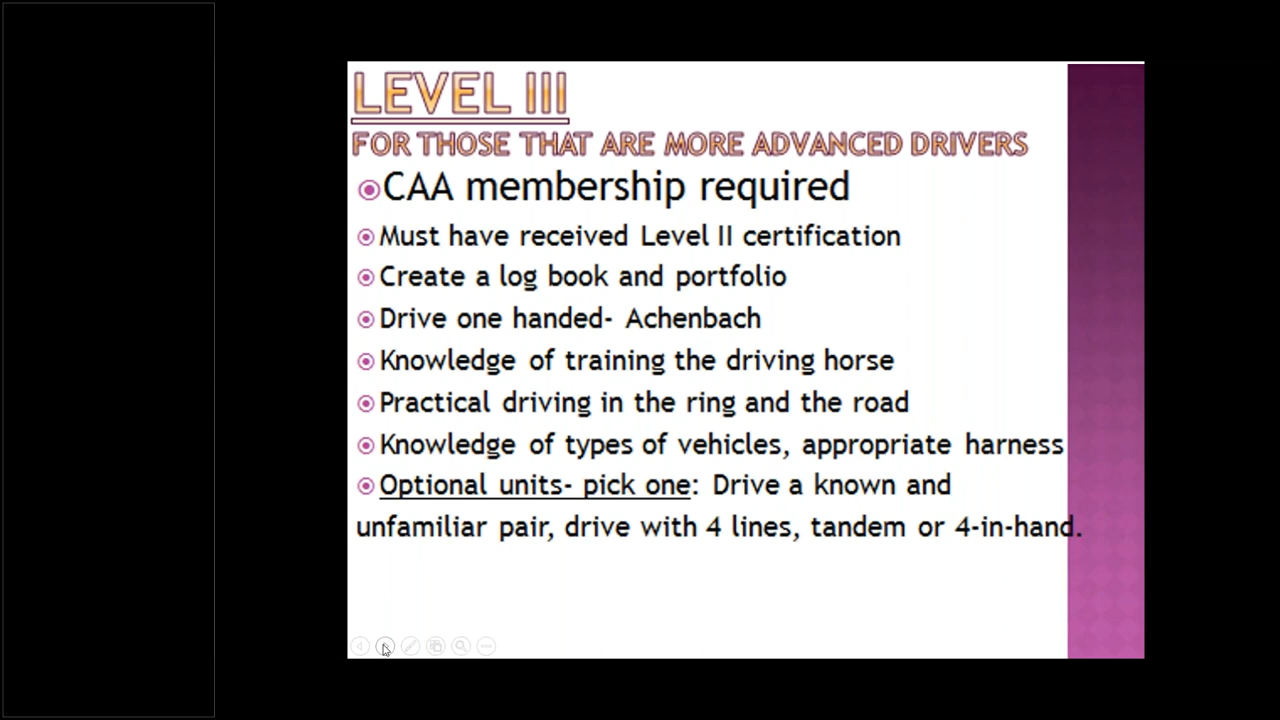 LEVEL III
FOR THOSE THAT ARE MORE ADVANCED DRIVERS
CAA membership required
Must have received Level II certification
Create a log book and portfolio
Drive one handed- Achenbach
Knowledge of training the driving horse
Practical driving in the ring and the road
Knowledge of types of vehicles, appropriate harness
Optional units- pick one: Drive a known and
unfamiliar pair, drive with 4 lines, tandem or 4-in-hand.